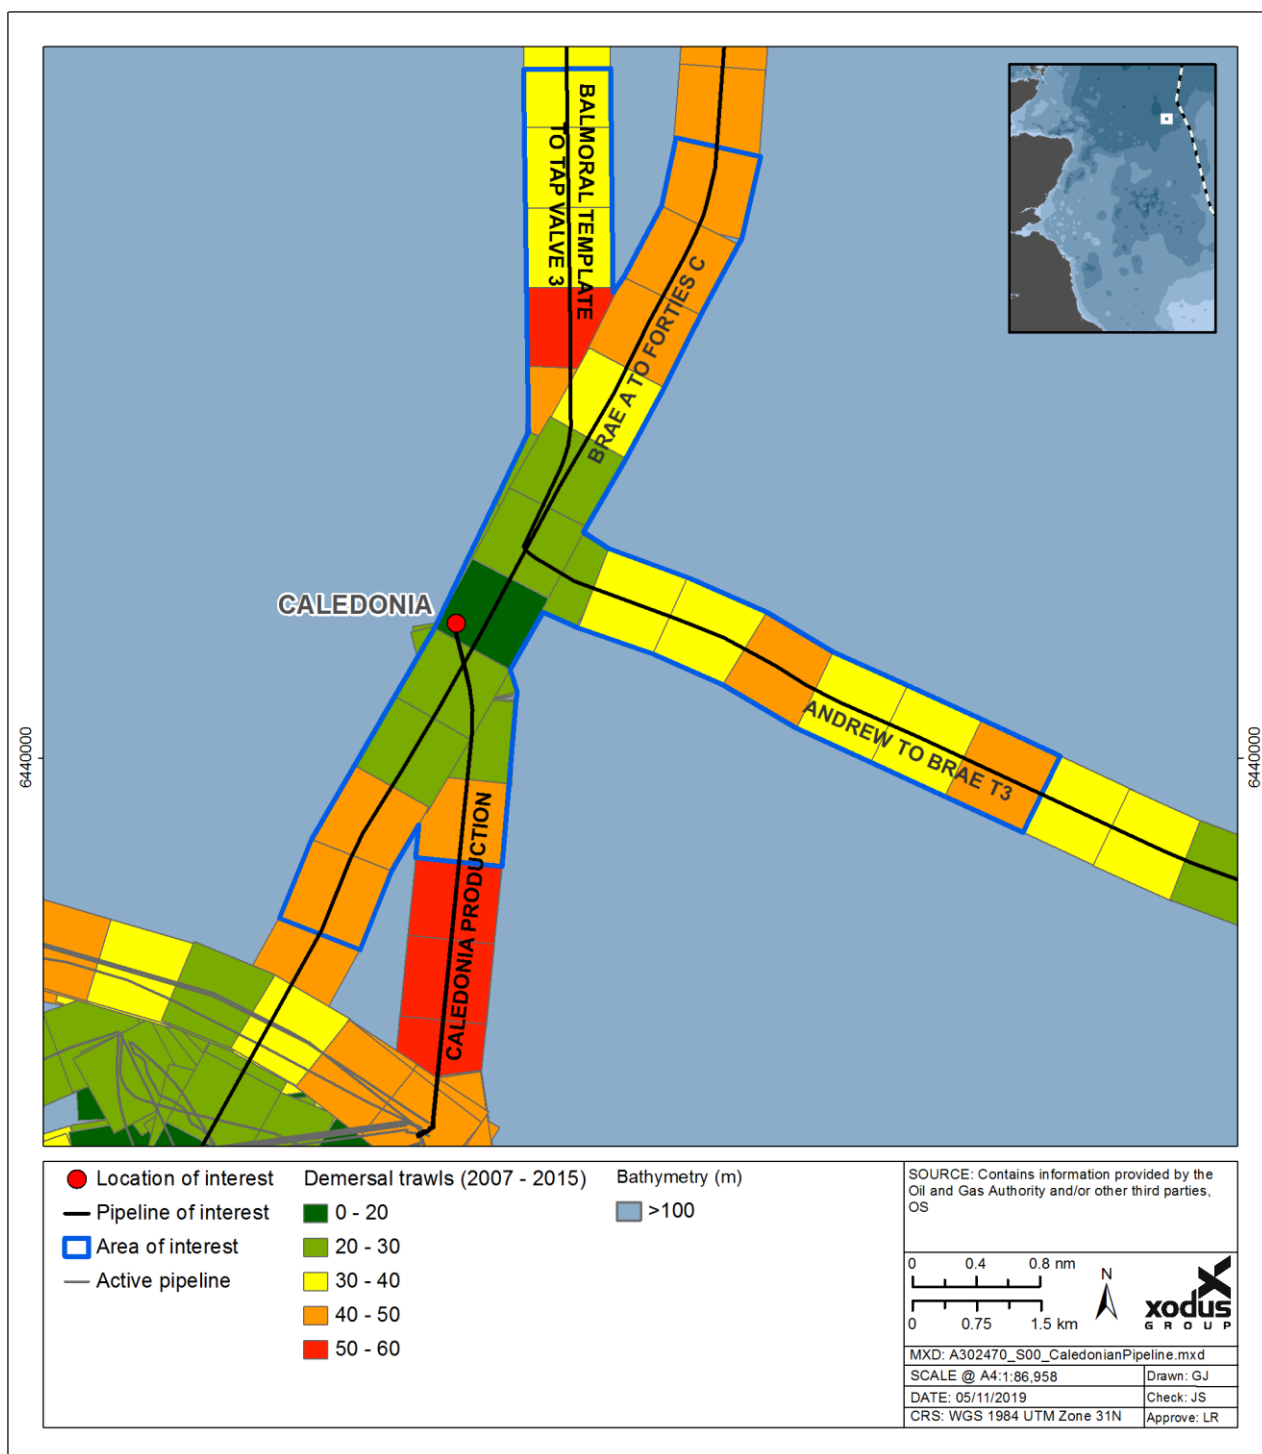 BALMORAL TEMPLATE
TO TAP VALVE 3
BRAE A TO FORTIES C
CALEDONIA
ANDREW TO BRAE T3
CALEDONIA PRODUCTION
6440000
6440000
Location of interest
Pipeline of interest
Area of interest
Active pipeline
Demersal trawls (2007 - 2015)
0 - 20
20 - 30
30 - 40
40 - 50
50 - 60
Bathymetry (m)
>100
SOURCE: Contains information provided by the
Oil and Gas Authority and/or other third parties,
OS
0 0.4 0.8 nm
0 0.75 1.5 km
N
xodus
GROUP
MXD: A302470_S00_CaledonianPipeline.mxd
SCALE @ A4:1:86,958
Drawn: GJ
DATE: 05/11/2019
Check: JS
CRS: WGS 1984 UTM Zone 31N
Approve: LR